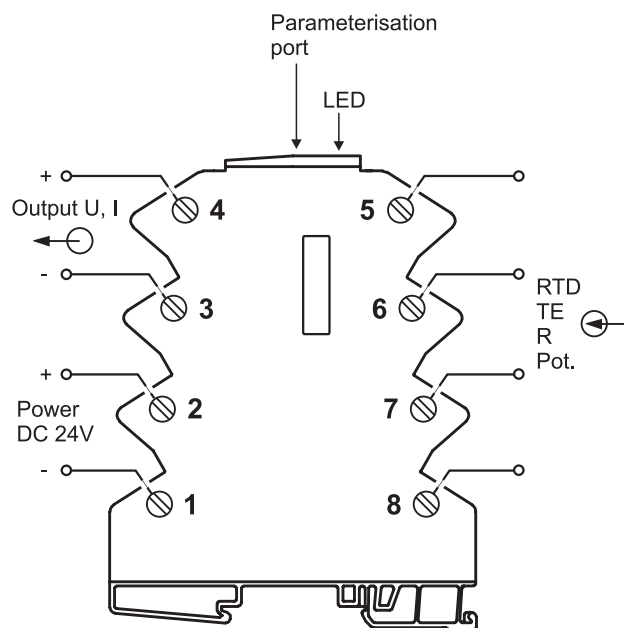 Parameterisation
port
LED
+
4
5
Output U, I
-
3
6
RTD
TE
R
Pot.
+
2
7
Power
DC 24V
-
1
8